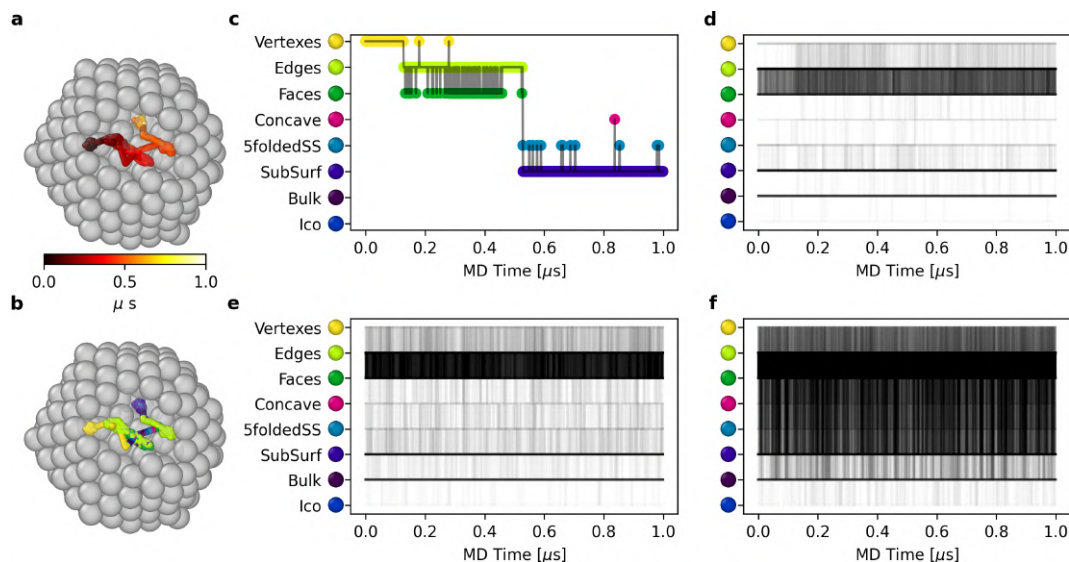 a
0.0 0.5 1.0
μ s
b
c
Vertexes
Edges
Faces
Concave
5foldedSS
SubSurf
Bulk
Ico
0.0 0.2 0.4 0.6 0.8 1.0
MD Time [μs]
d
0.0 0.2 0.4 0.6 0.8 1.0
MD Time [μs]
e
Vertexes
Edges
Faces
Concave
5foldedSS
SubSurf
Bulk
Ico
0.0 0.2 0.4 0.6 0.8 1.0
MD Time [μs]
f
0.0 0.2 0.4 0.6 0.8 1.0
MD Time [μs]